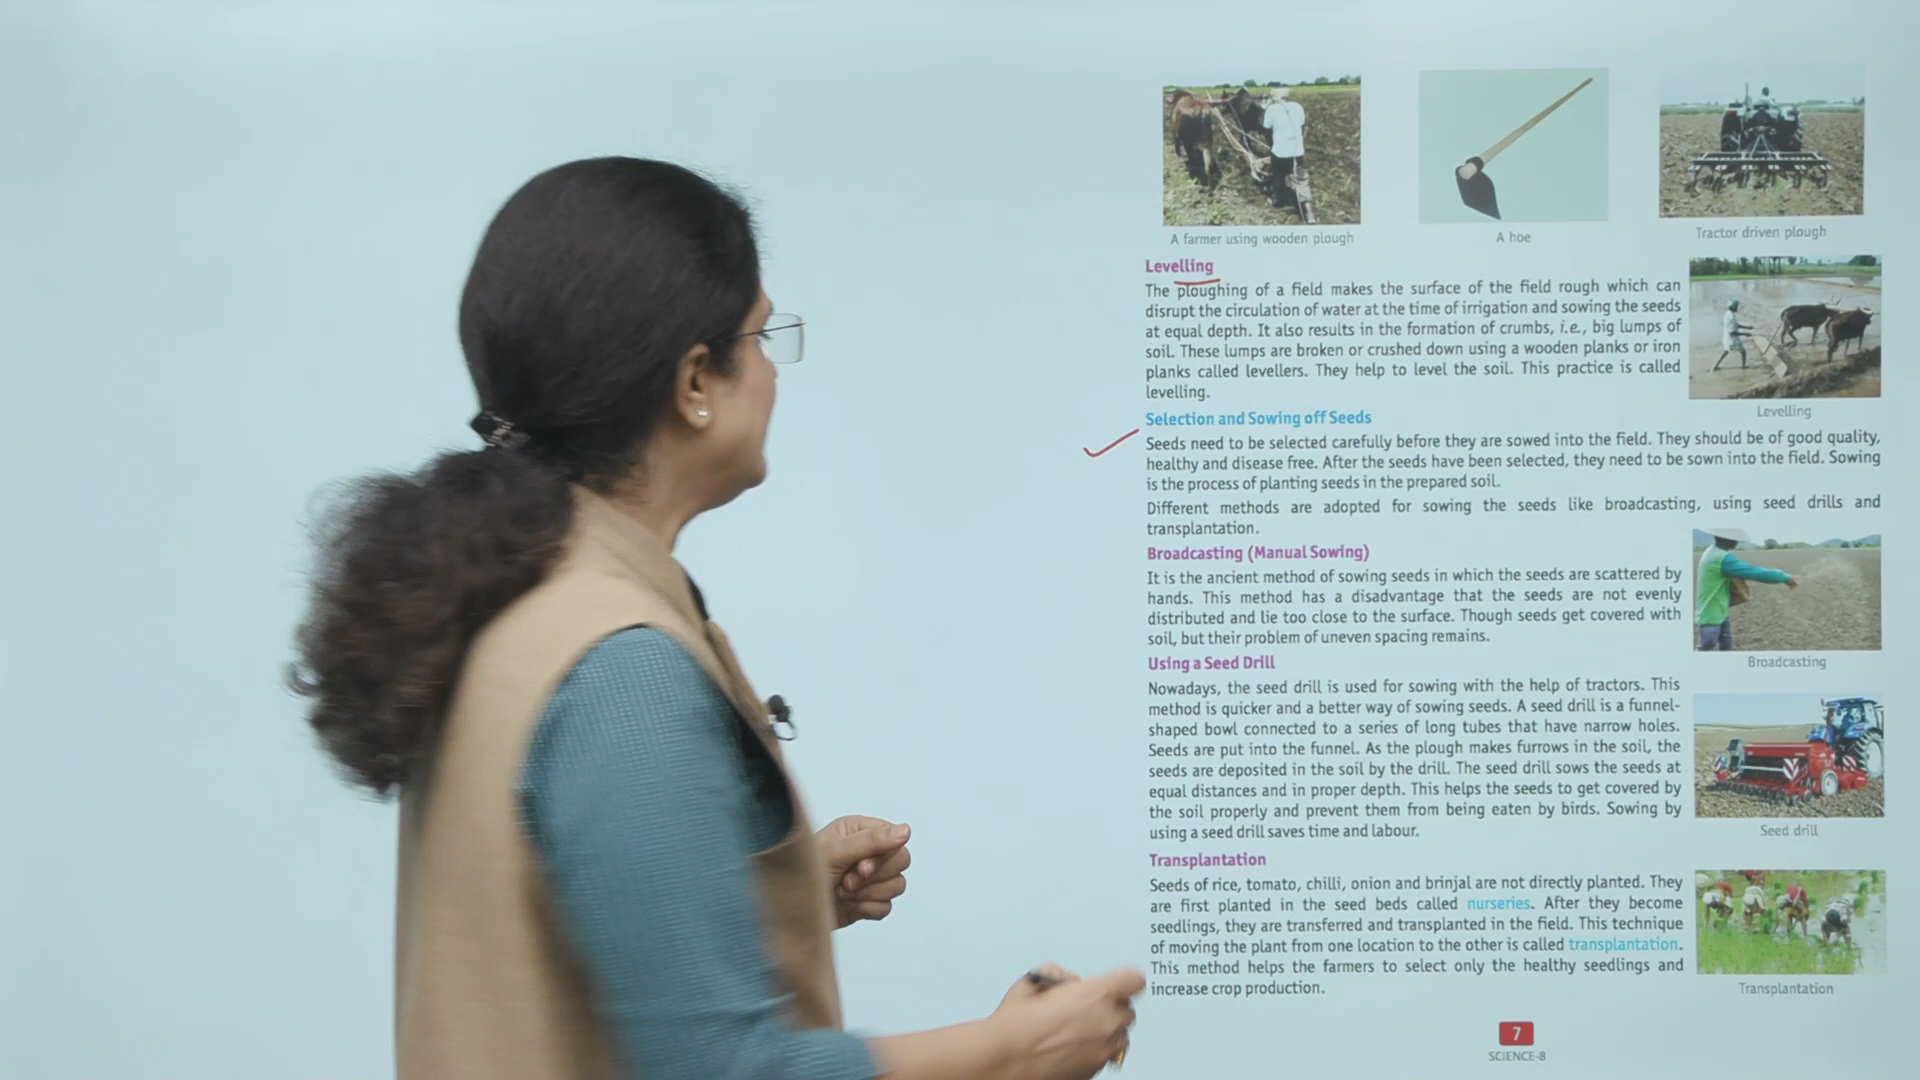 A farmer using wooden plough
A hoe
Tractor driven plough
Levelling
The ploughing of a field makes the surface of the field rough which can
disrupt the circulation of water at the time of irrigation and sowing the seeds
at equal depth. It also results in the formation of crumbs, i.e., big lumps of
soil. These lumps are broken or crushed down using a wooden planks or iron
planks called levellers. They help to level the soil. This practice is called
levelling.
Levelling
Selection and Sowing off Seeds
Seeds need to be selected carefully before they are sowed into the field. They should be of good quality,
healthy and disease free. After the seeds have been selected, they need to be sown into the field. Sowing
is the process of planting seeds in the prepared soil.
Different methods are adopted for sowing the seeds like broadcasting, using seed drills and
transplantation.
Broadcasting (Manual Sowing)
It is the ancient method of sowing seeds in which the seeds are scattered by
hands. This method has a disadvantage that the seeds are not evenly
distributed and lie too close to the surface. Though seeds get covered with
soil, but their problem of uneven spacing remains.
Broadcasting
Using a Seed Drill
Nowadays, the seed drill is used for sowing with the help of tractors. This
method is quicker and a better way of sowing seeds. A seed drill is a funnel-
shaped bowl connected to a series of long tubes that have narrow holes.
Seeds are put into the funnel. As the plough makes furrows in the soil, the
seeds are deposited in the soil by the drill. The seed drill sows the seeds at
equal distances and in proper depth. This helps the seeds to get covered by
the soil properly and prevent them from being eaten by birds. Sowing by
using a seed drill saves time and labour.
Seed drill
Transplantation
Seeds of rice, tomato, chilli, onion and brinjal are not directly planted. They
are first planted in the seed beds called nurseries. After they become
seedlings, they are transferred and transplanted in the field. This technique
of moving the plant from one location to the other is called transplantation.
This method helps the farmers to select only the healthy seedlings and
increase crop production.
Transplantation
7
SCIENCE-8